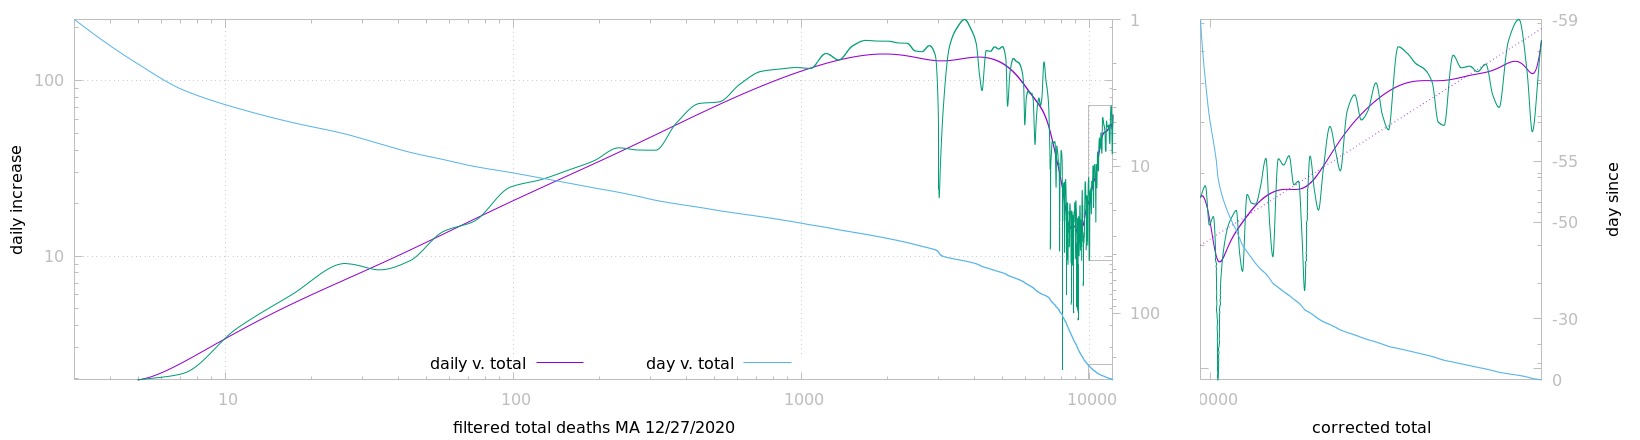 daily increase
100
10
daily v. total
day v. total
10
100
1000
10000
filtered total deaths MA 12/27/2020
1
10
100
0000
corrected total
-59
-55
-50
-30
0
day since